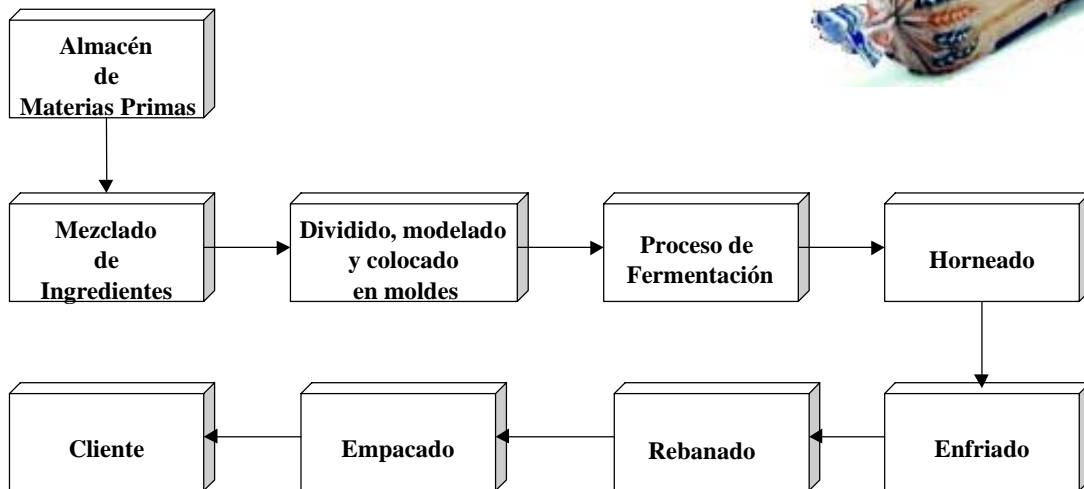 Almacén
de
Materias Primas
Mezclado
de
Ingredientes
Dividido, modelado
y colocado
en moldes
Proceso de
Fermentación
Horneado
Enfriado
Rebanado
Empacado
Cliente